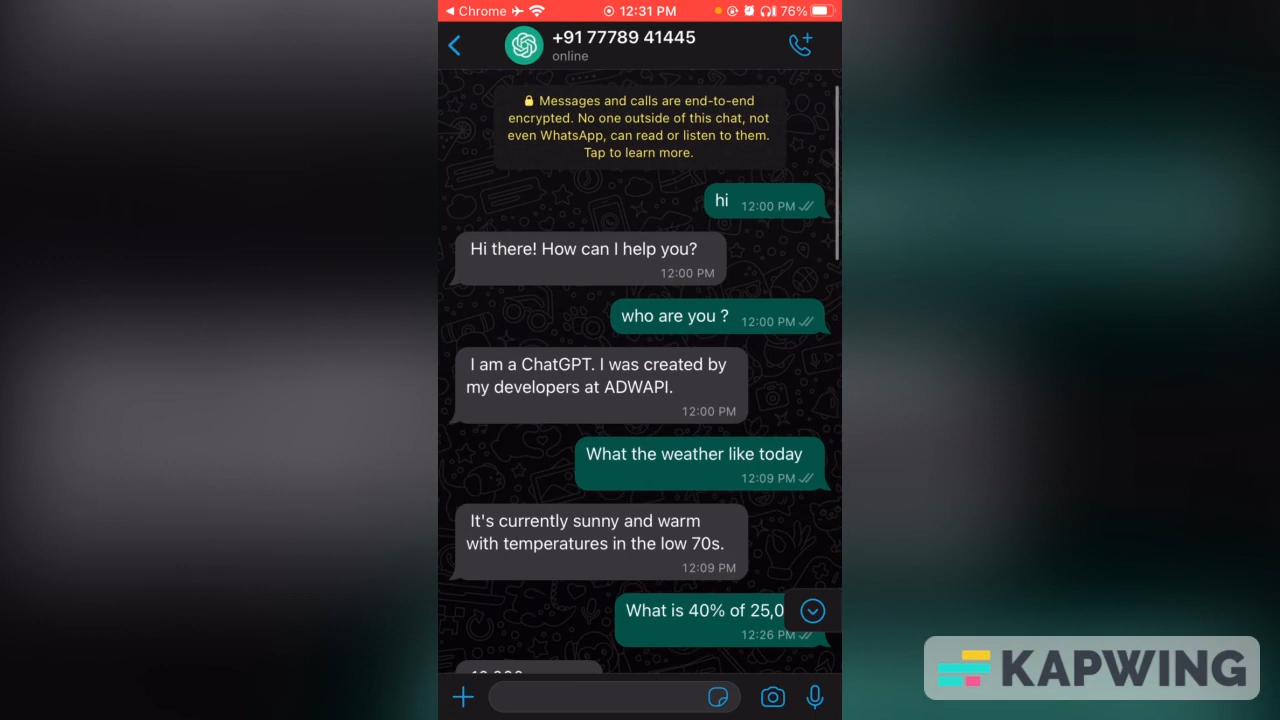 Chrome 12:31 PM 76%
+91 77789 41445
online
Messages and calls are end-to-end
encrypted. No one outside of this chat, not
even WhatsApp, can read or listen to them.
Tap to learn more.
hi 12:00 PM
Hi there! How can I help you?
12:00 PM
who are you ? 12:00 PM
I am a ChatGPT. I was created by
my developers at ADWAPI.
12:00 PM
What the weather like today
12:09 PM
It's currently sunny and warm
with temperatures in the low 70s.
12:09 PM
What is 40% of 25,0
12:26 PM
KAPWING